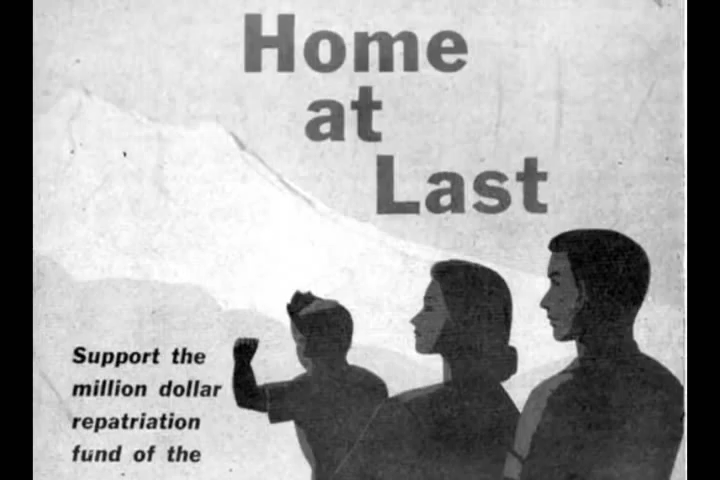 Home
at
Last
Support the
million dollar
repatriation
fund of the